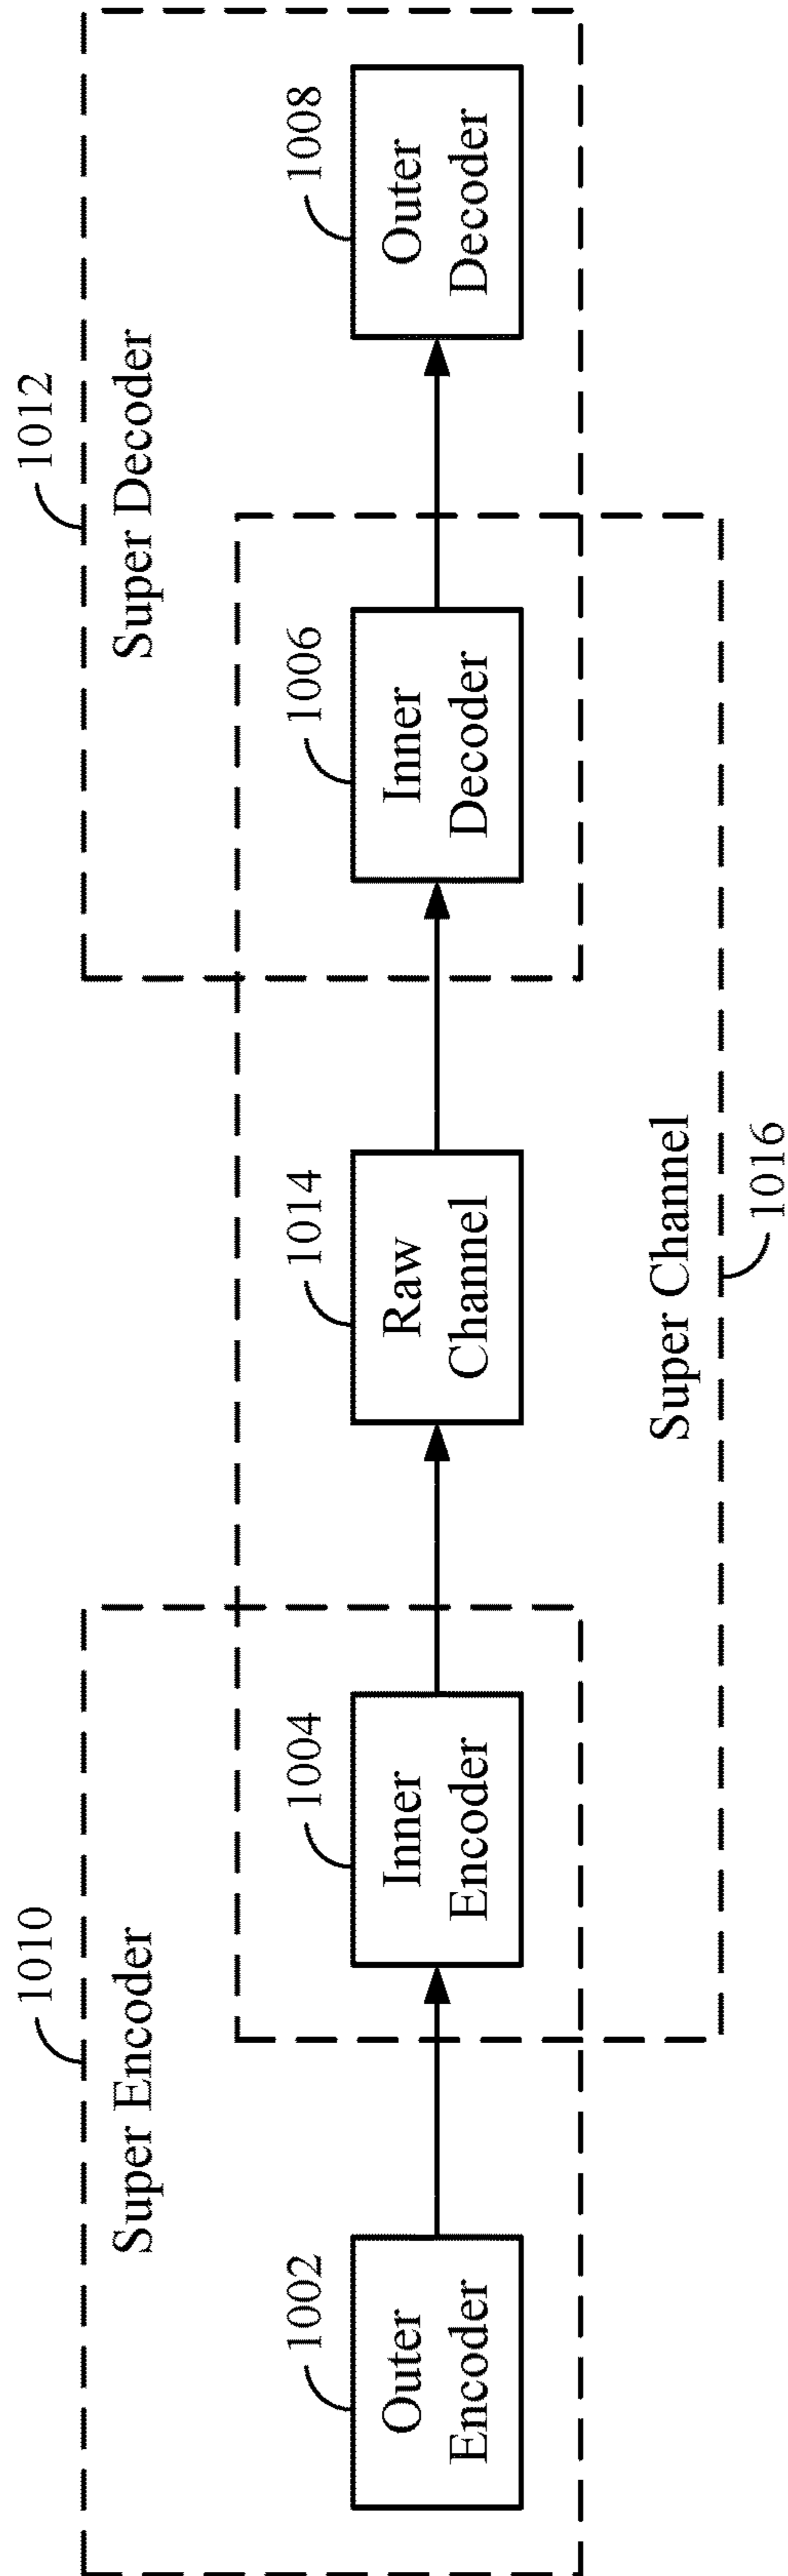 1010
Super Encoder
1012
Super Decoder
1002
Outer
Encoder
1004
Inner
Encoder
1014
Raw
Channel
1006
Inner
Decoder
1008
Outer
Decoder
Super Channel
1016